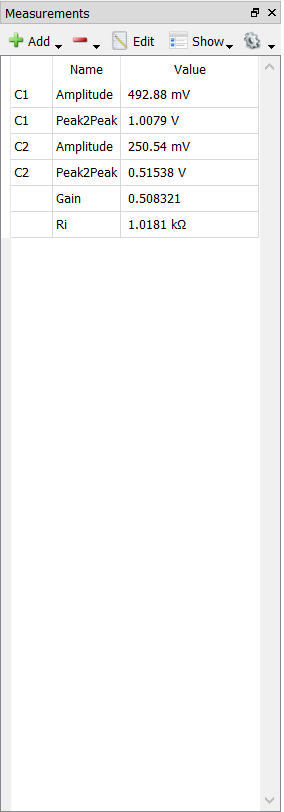 Measurements
Add Edit Show
Name Value
C1 Amplitude 492.88 mV
C1 Peak2Peak 1.0079 V
C2 Amplitude 250.54 mV
C2 Peak2Peak 0.51538 V
Gain 0.508321
Ri 1.0181 kΩ